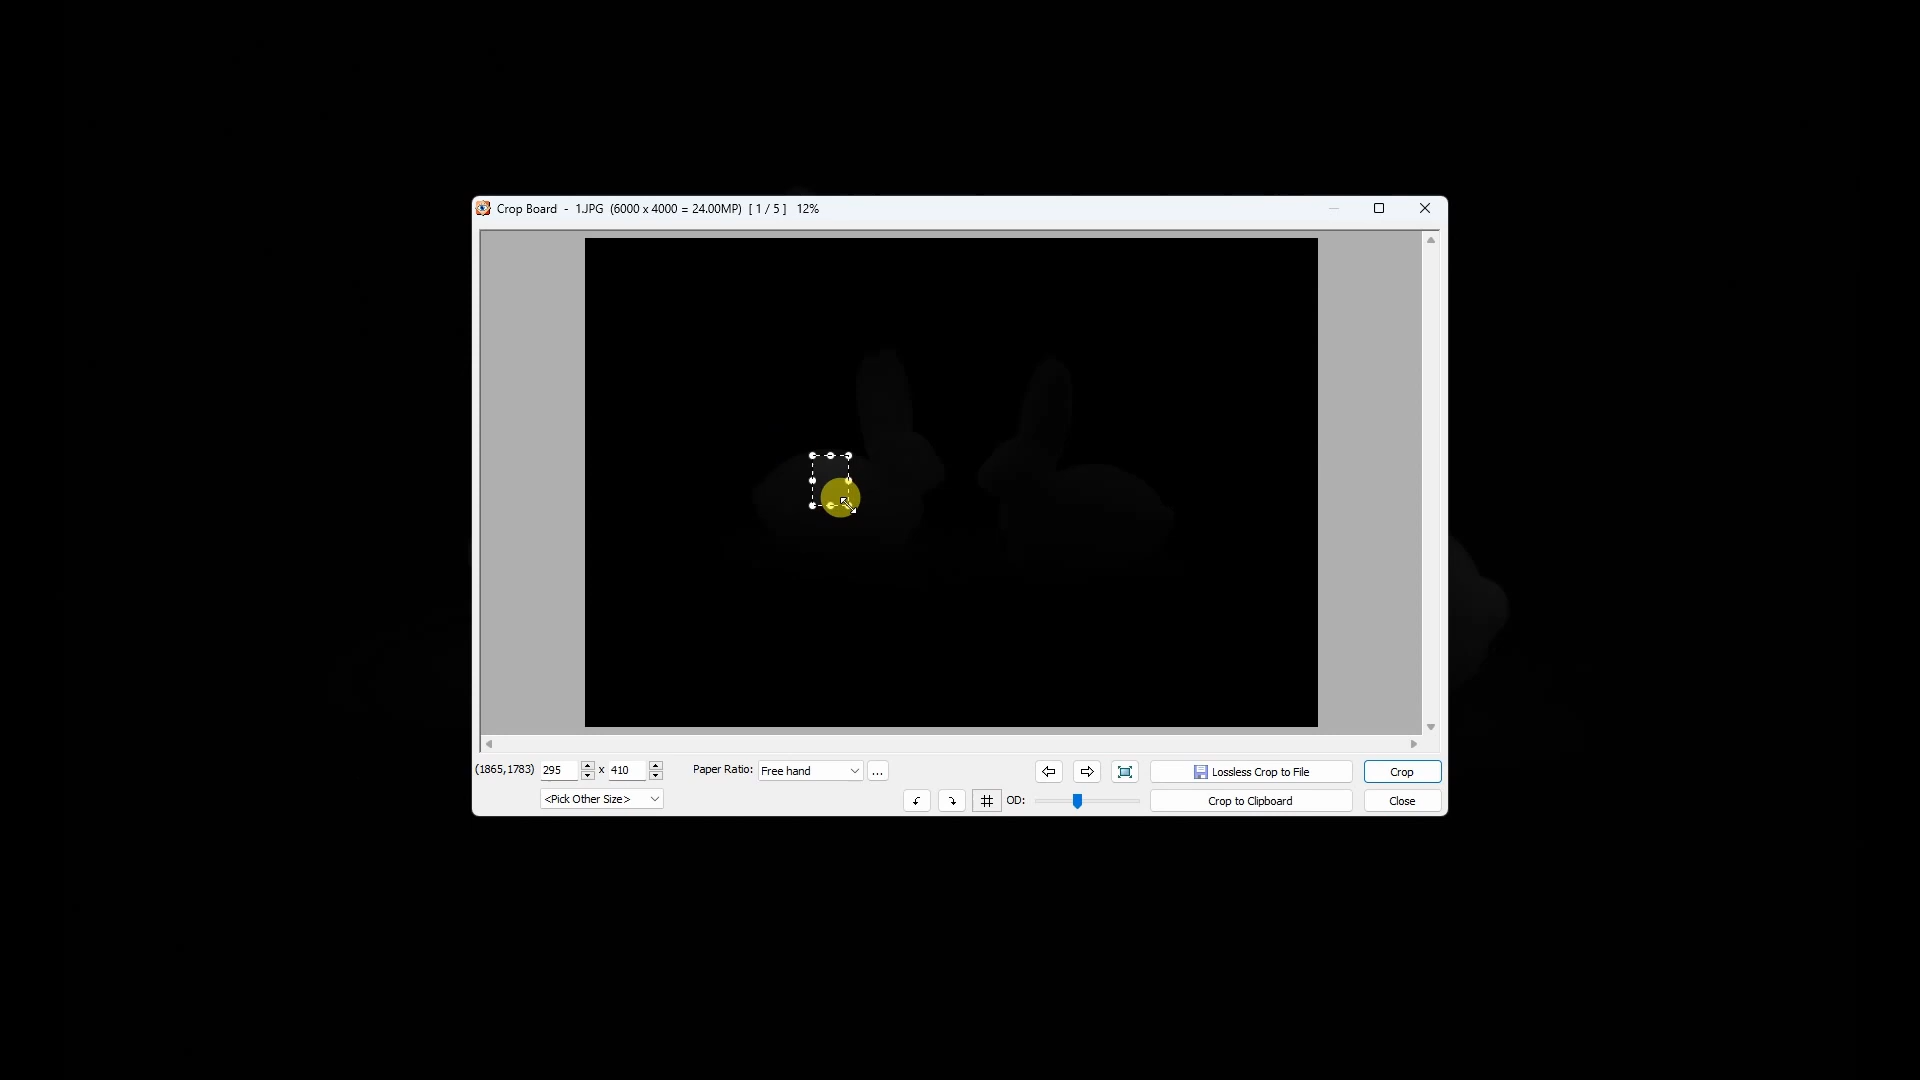 Crop Board - 1.JPG (6000 x 4000 = 24.00MP) [ 1 / 5 ] 12%
(1865,1783) 295 x 410 Paper Ratio: Free hand ... Lossless Crop to File Crop
<Pick Other Size> OD: Crop to Clipboard Close